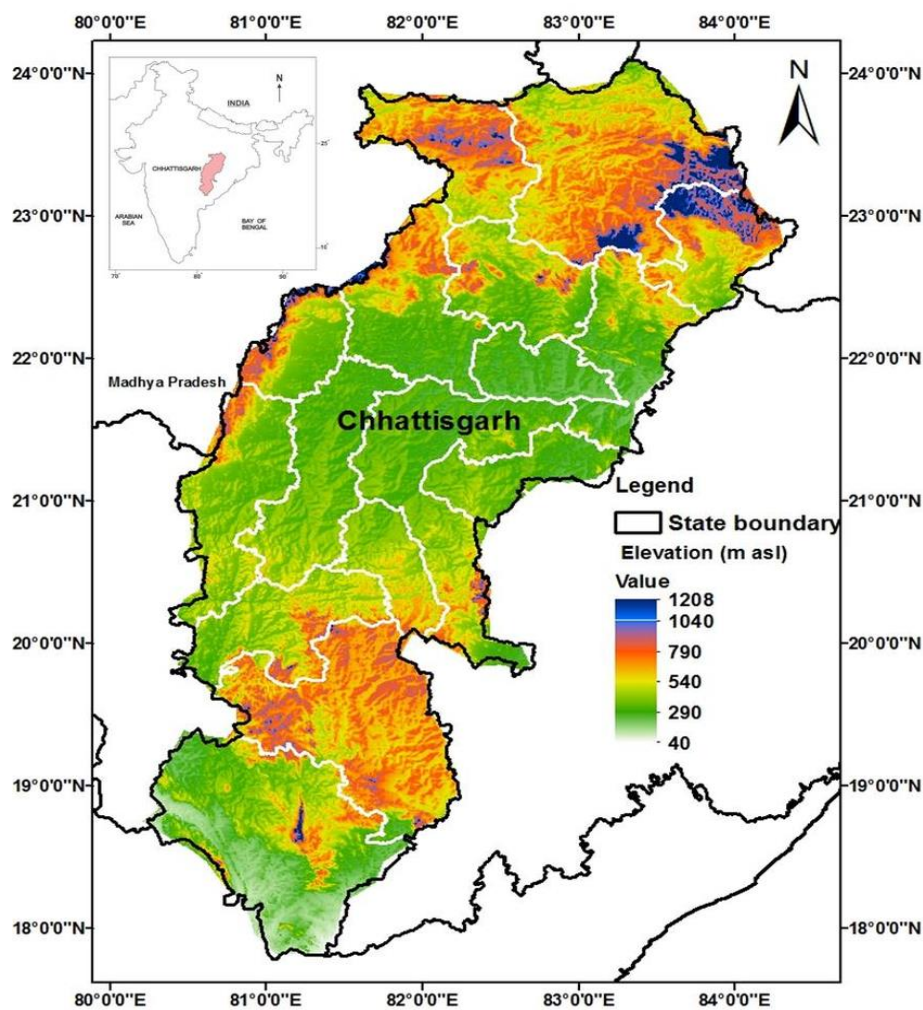 80°0'0"E 81°0'0"E 82°0'0"E 83°0'0"E 84°0'0"E
24°0'0"N 24°0'0"N
N
INDIA
25°
CHHATTISGARH
ARABIAN
SEA
BAY OF
BENGAL
70° 80° 90°
N
23°0'0"N 23°0'0"N
22°0'0"N 22°0'0"N
Madhya Pradesh
Chhattisgarh
21°0'0"N 21°0'0"N
Legend
State boundary
Elevation (m asl)
Value
1208
1040
790
540
290
40
20°0'0"N 20°0'0"N
19°0'0"N 19°0'0"N
18°0'0"N 18°0'0"N
80°0'0"E 81°0'0"E 82°0'0"E 83°0'0"E 84°0'0"E